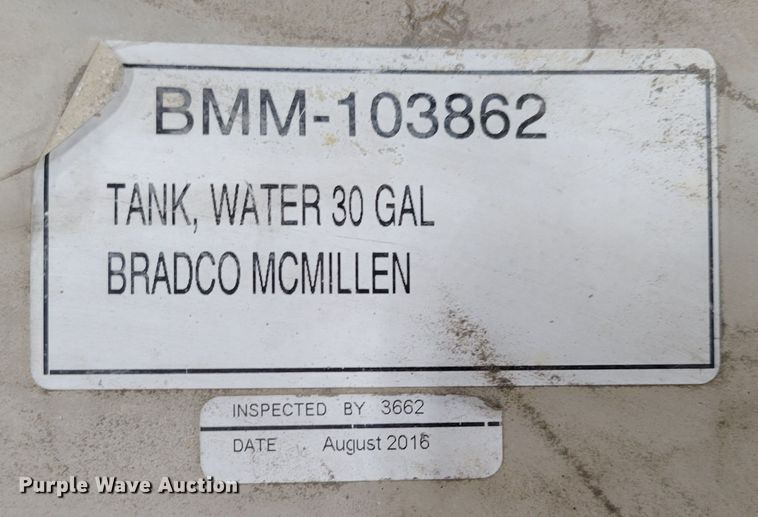 BMM-103862
TANK, WATER 30 GAL
BRADCO MCMILLEN
INSPECTED BY 3662
DATE August 2016
Purple Wave Auction